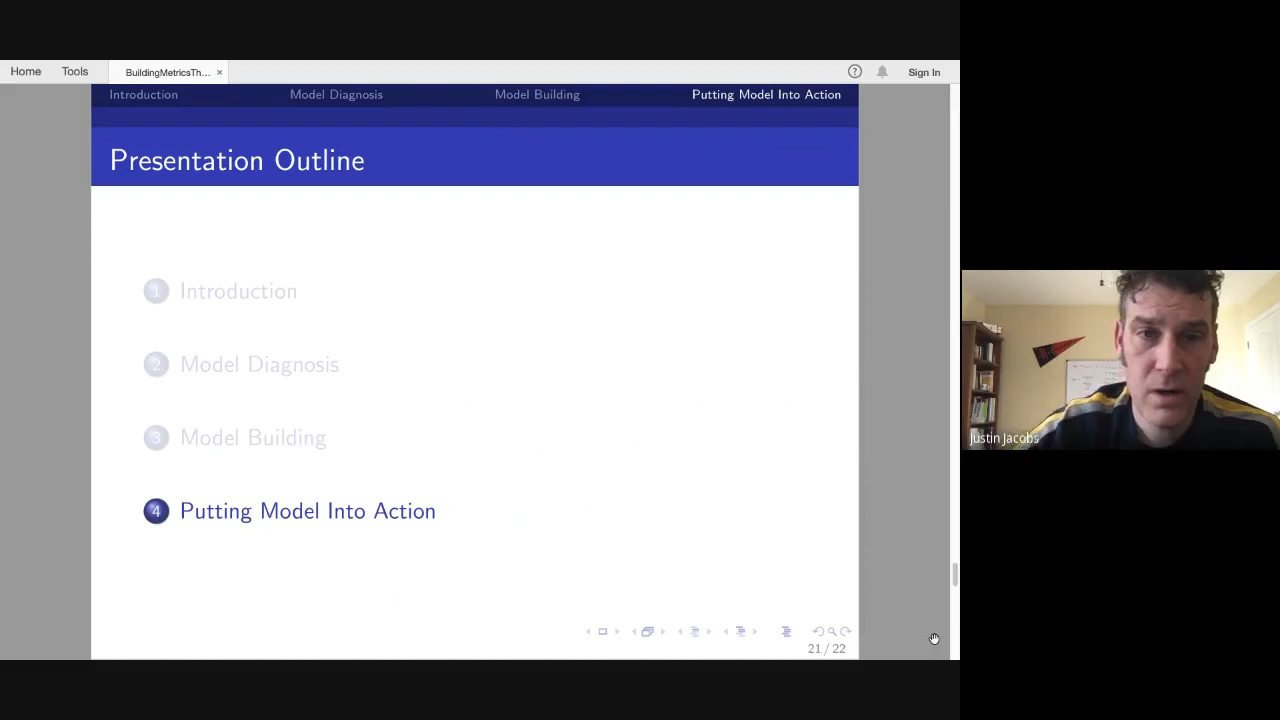 Home Tools BuildingMetricsTh... × Sign In
Introduction Model Diagnosis Model Building Putting Model Into Action
Presentation Outline
1 Introduction
2 Model Diagnosis
3 Model Building
4 Putting Model Into Action
21 / 22
Justin Jacobs